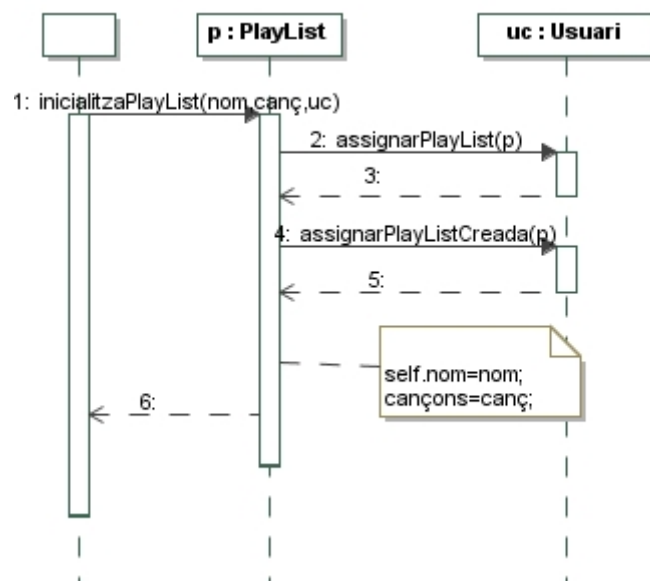 p : PlayList
uc : Usuari
1: inicialitzaPlayList(nom,canç,uc)
2: assignarPlayList(p)
3:
4: assignarPlayListCreada(p)
5:
self.nom=nom;
cançons=canç;
6: